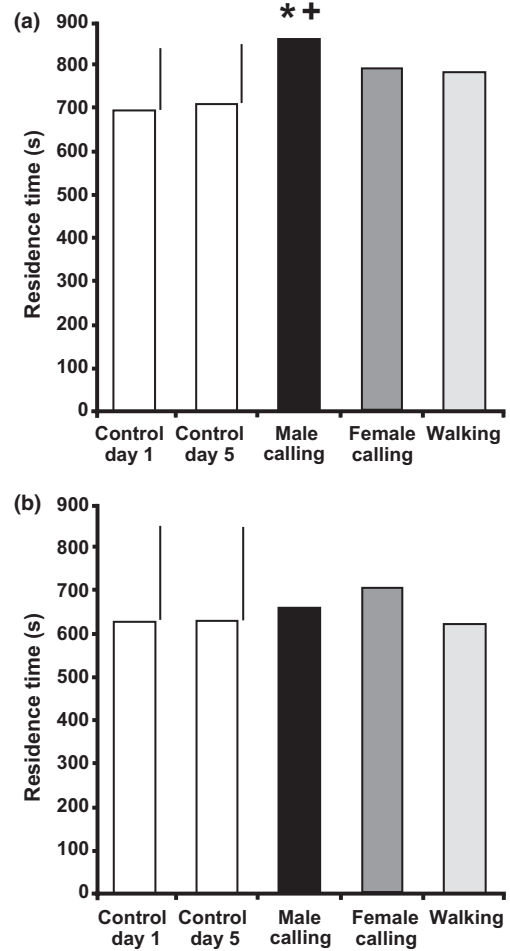 (a)
* +
900
800
700
600
500
400
300
200
100
0
Residence time (s)
Control day 1
Control day 5
Male calling
Female calling
Walking
(b)
900
800
700
600
500
400
300
200
100
0
Residence time (s)
Control day 1
Control day 5
Male calling
Female calling
Walking